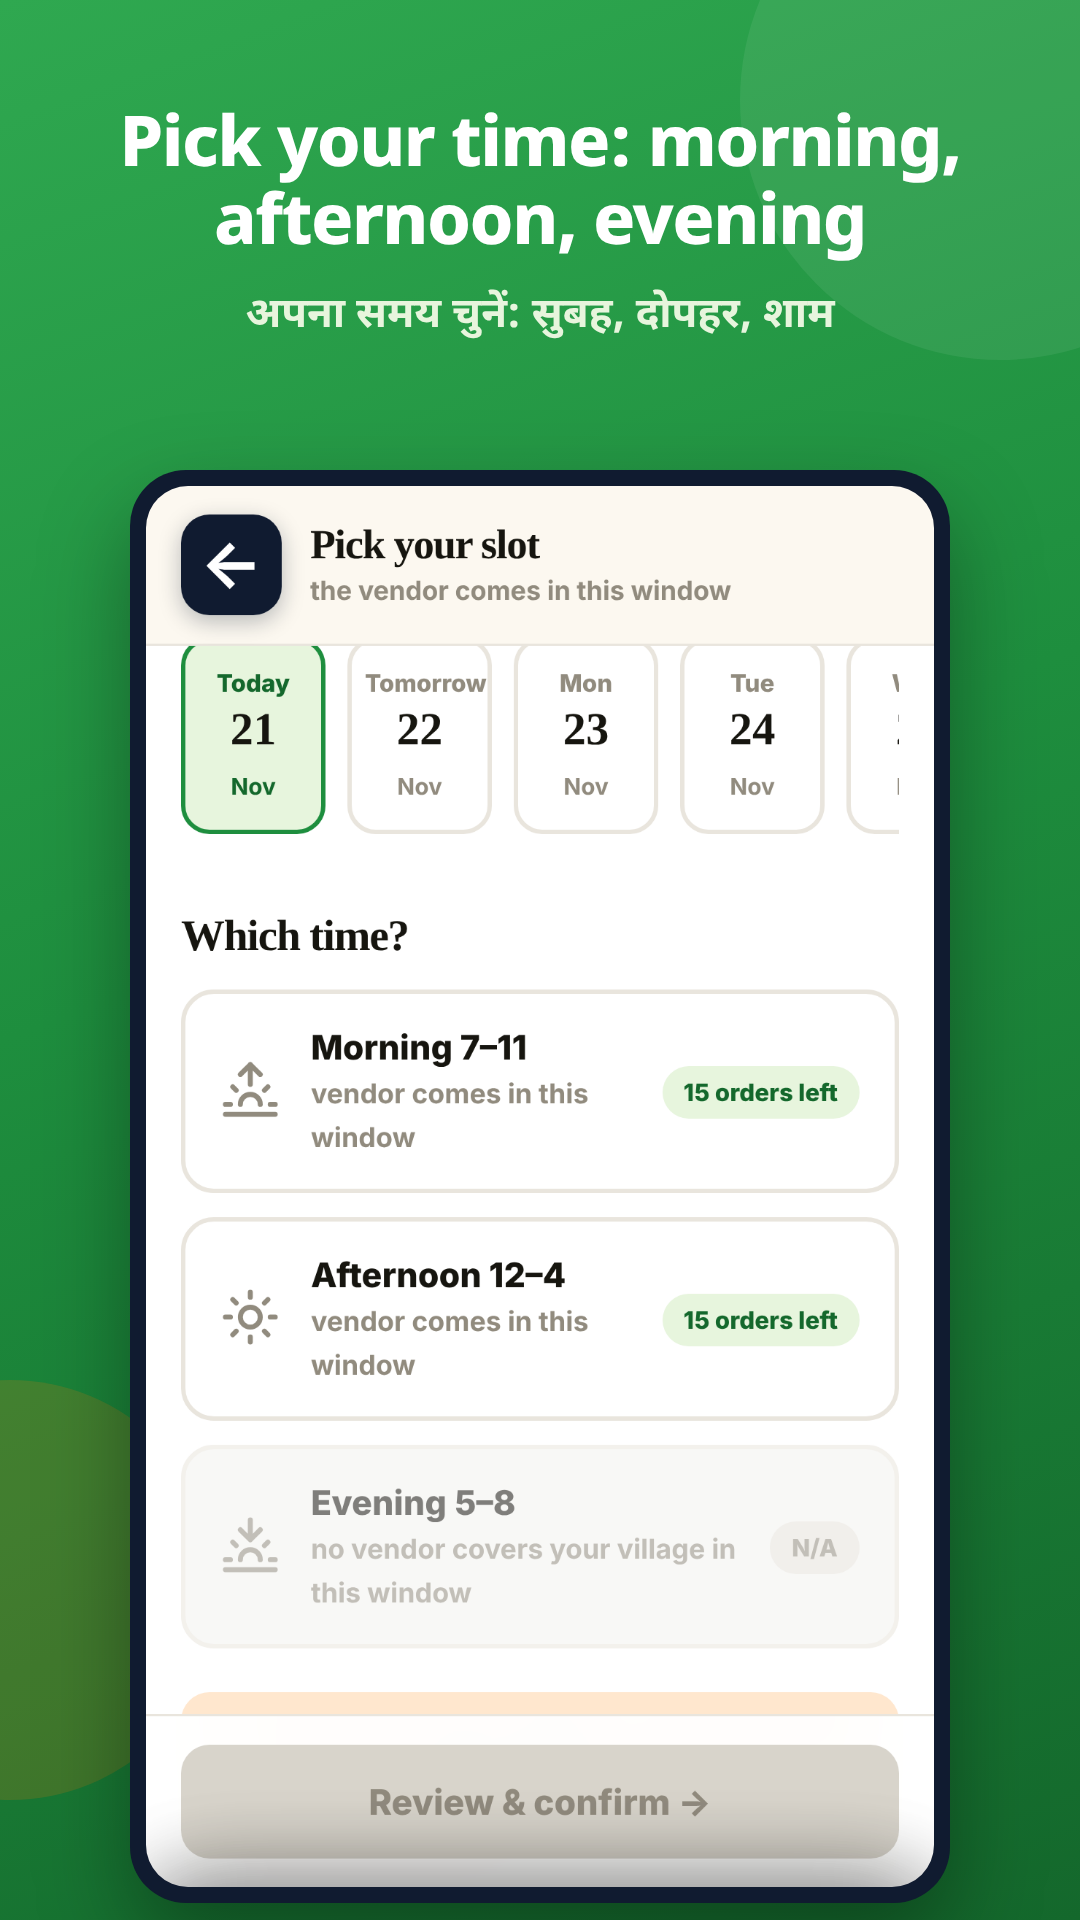 Pick your time: morning,
afternoon, evening
अपना समय चुनें: सुबह, दोपहर, शाम
Pick your slot
the vendor comes in this window
Today
21
Nov
Tomorrow
22
Nov
Mon
23
Nov
Tue
24
Nov
Which time?
Morning 7–11
vendor comes in this
window
15 orders left
Afternoon 12–4
vendor comes in this
window
15 orders left
Evening 5–8
no vendor covers your village in
this window
N/A
Review & confirm →